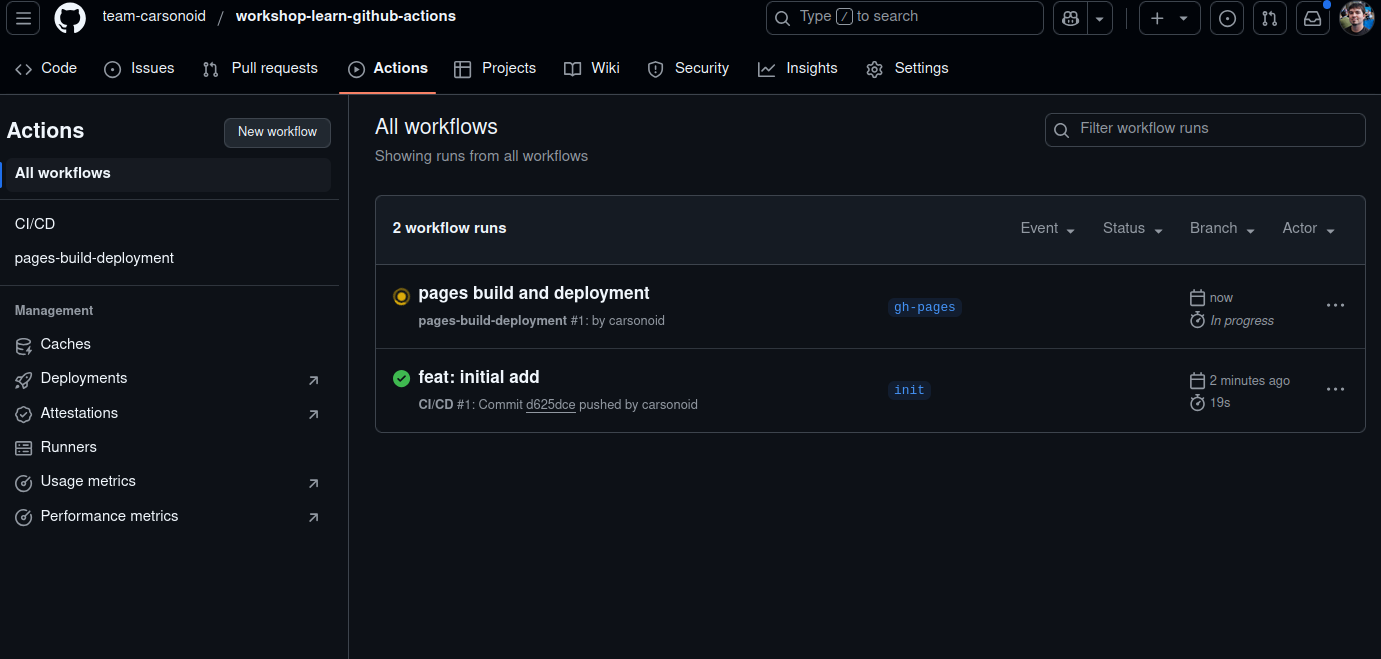 team-carsonoid / workshop-learn-github-actions
Type / to search
Code Issues Pull requests Actions Projects Wiki Security Insights Settings
Actions
New workflow
All workflows
CI/CD
pages-build-deployment
Management
Caches
Deployments
Attestations
Runners
Usage metrics
Performance metrics
All workflows
Showing runs from all workflows
Filter workflow runs
2 workflow runs
Event Status Branch Actor
pages build and deployment
pages-build-deployment #1: by carsonoid
gh-pages
now
In progress
feat: initial add
CI/CD #1: Commit d625dce pushed by carsonoid
init
2 minutes ago
19s